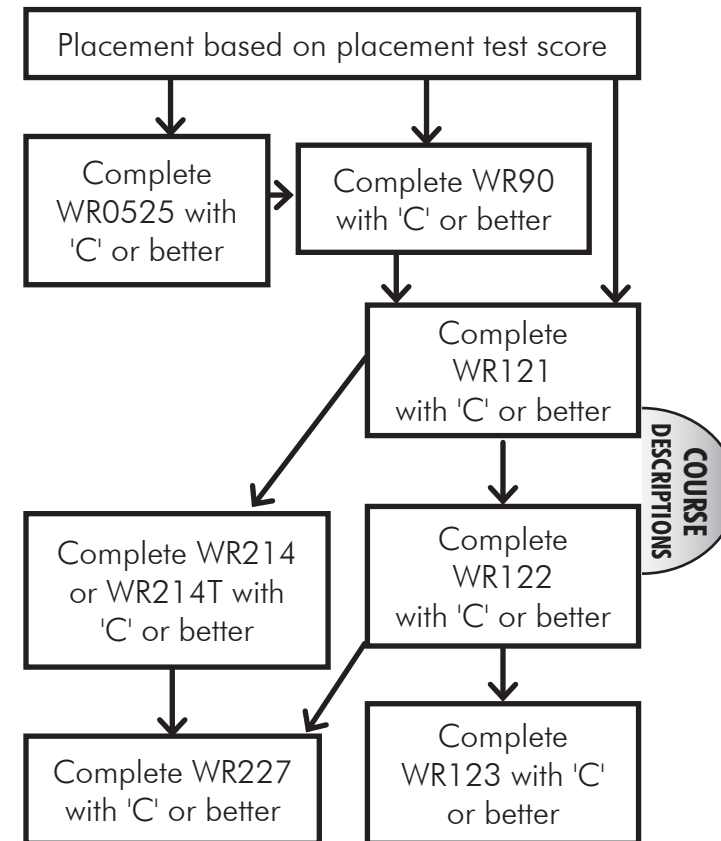 Placement based on placement test score
Complete
WR0525 with
'C' or better
Complete WR90
with 'C' or better
Complete
WR121
with 'C' or better
COURSE
DESCRIPTIONS
Complete WR214
or WR214T with
'C' or better
Complete
WR122
with 'C' or better
Complete WR227
with 'C' or better
Complete
WR123 with 'C'
or better